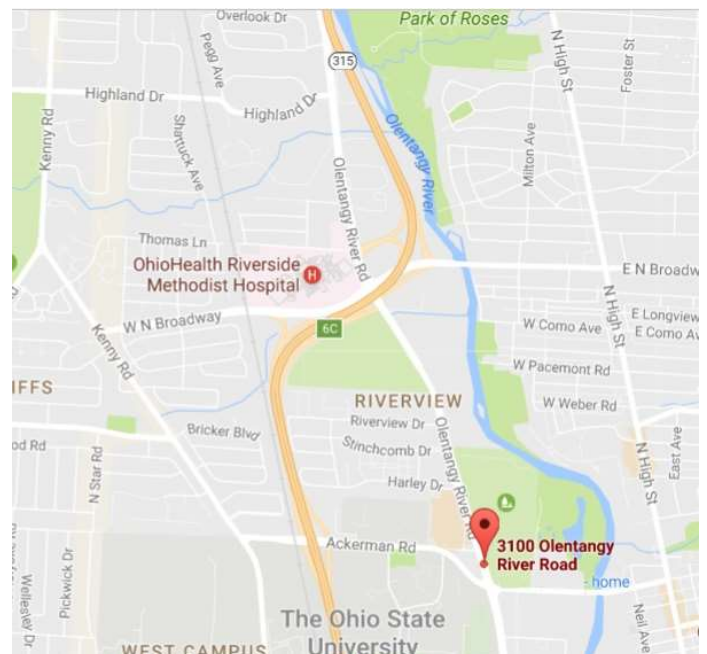 Overlook Dr
Park of Roses
Pegg Ave
315
N High St
Foster St
Highland Dr
Highland Dr
Kenny Rd
Shattuck Ave
Olentangy River Rd
Olentangy River
Milton Ave
Thomas Ln
OhioHealth Riverside
Methodist Hospital
H
E N Broadw
W N Broadway
6C
N High St
E Longview
W Como Ave
E Como Av
Kenny Rd
W Pacemont Rd
IFFS
RIVERVIEW
W Weber Rd
Riverview Dr
Bricker Blvd
Stinchcomb Dr
Olentangy River Rd
od Rd
N Star Rd
Harley Dr
N High St
East Ave
Ackerman Rd
3100 Olentangy
River Road
Pickwick Dr
Wellesley Dr
- home
The Ohio State
University
Neil Ave
WEST CAMPUS